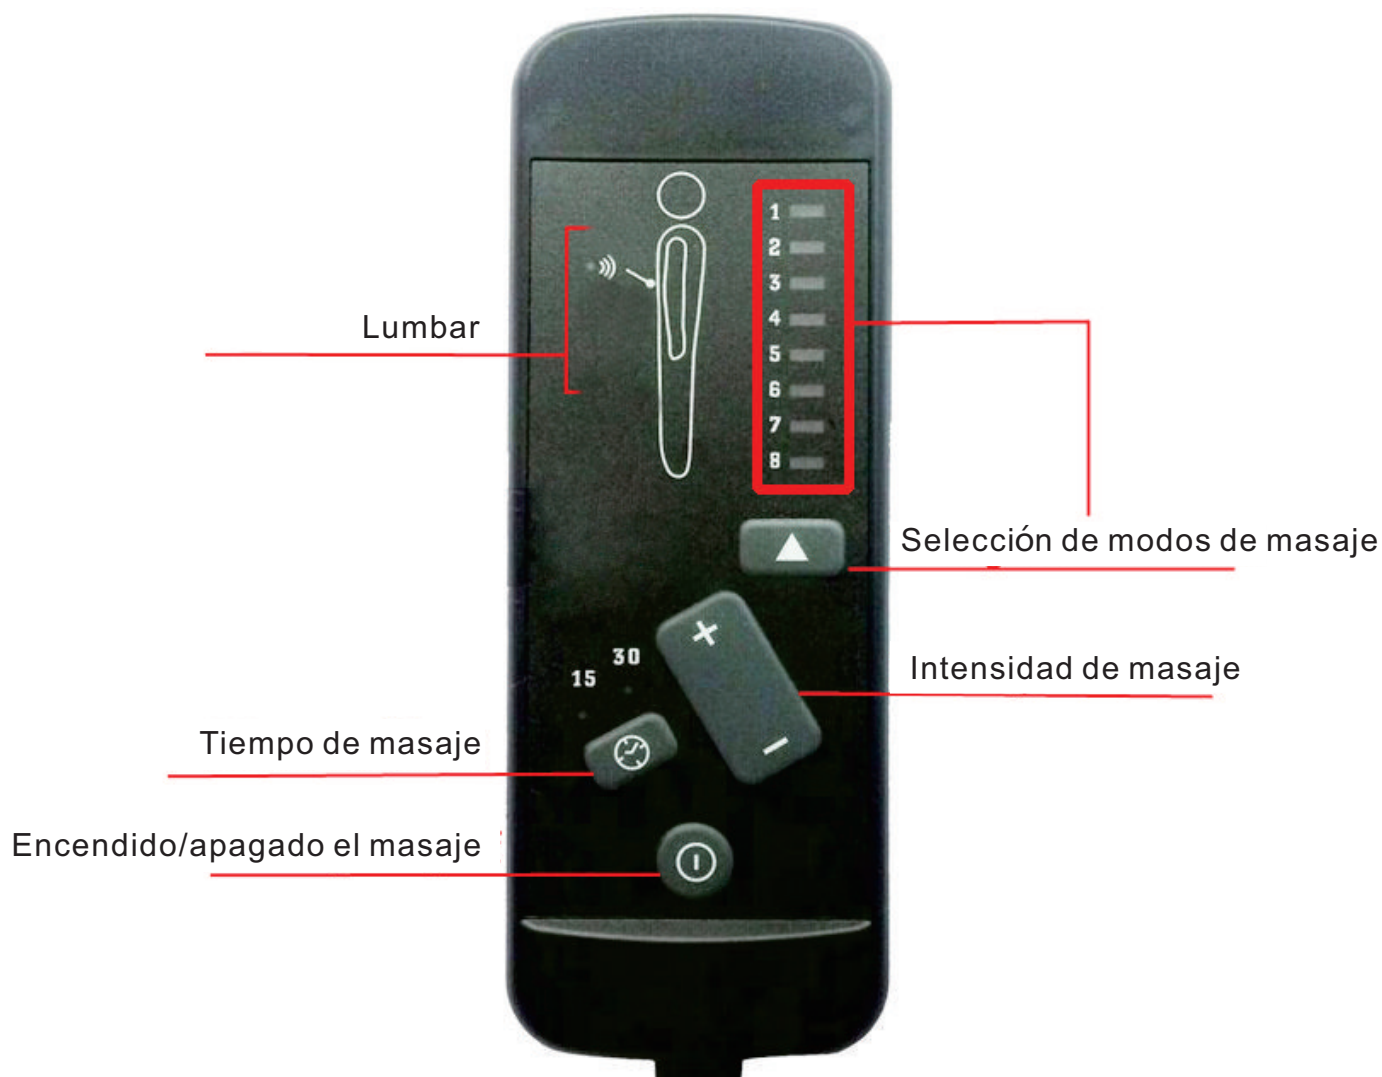 1
2
3
Lumbar
4
5
6
7
8
Selección de modos de masaje
+
30
15
Intensidad de masaje
−
Tiempo de masaje
Encendido/apagado el masaje